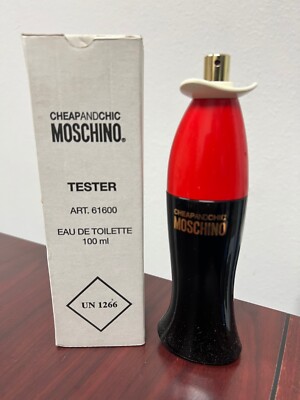 CHEAPANDCHIC
MOSCHINO®
TESTER
ART. 61600
EAU DE TOILETTE
100 ml
UN 1266
CHEAPANDCHIC
MOSCHINO